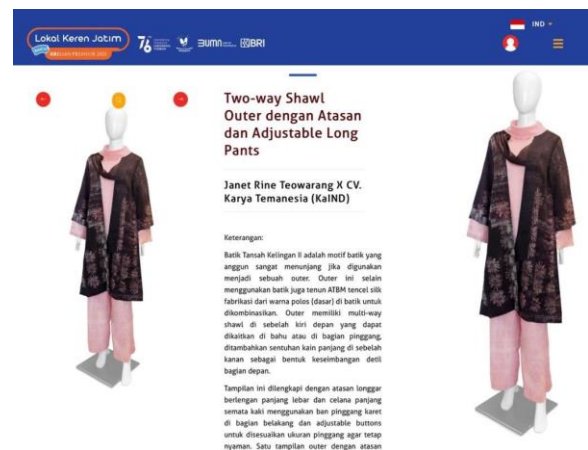 IND
Lokal Keren Jatim
76
BUMN
BRI
Two-way Shawl
Outer dengan Atasan
dan Adjustable Long
Pants
Janet Rine Teowarang X CV.
Karya Temanesia (KaIND)
Keterangan:
Batik Tansah Kelingan II adalah motif batik yang
anggun sangat menunjang jika digunakan
menjadi sebuah outer. Outer ini selain
menggunakan batik juga tenun ATBM tencel silk
fabrikasi dari warna polos (dasar) di batik untuk
dikombinasikan. Outer memiliki multi-way
shawl di sebelah kiri depan yang dapat
dikaitkan di bahu atau di bagian pinggang,
ditambahkan sentuhan kain panjang di sebelah
kanan sebagai bentuk keseimbangan detil
bagian depan.
Tampilan ini dilengkapi dengan atasan longgar
berlengan panjang lebar dan celana panjang
semata kaki menggunakan ban pinggang karet
di bagian belakang dan adjustable buttons
untuk disesuaikan ukuran pinggang agar tetap
nyaman. Satu tampilan outer dengan atasan